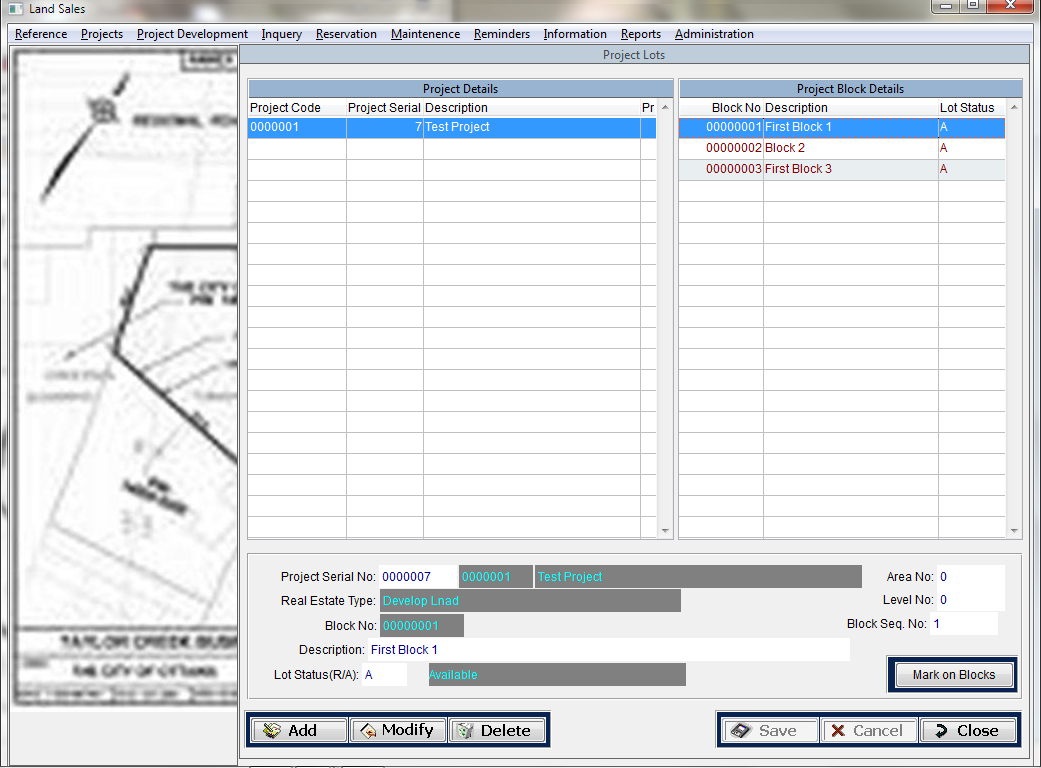 Land Sales
Reference Projects Project Development Inquery Reservation Maintenence Reminders Information Reports Administration
Project Lots
Project Details
Project Code Project Serial Description Pr
0000001 7 Test Project
Project Block Details
Block No Description Lot Status
00000001 First Block 1 A
00000002 Block 2 A
00000003 First Block 3 A
THE CITY
TAYLOR CREEK BUSI
THE CITY OF OTTAWA
Project Serial No: 0000007 0000001 Test Project Area No: 0
Real Estate Type: Develop Lnad Level No: 0
Block No: 00000001 Block Seq. No: 1
Description: First Block 1
Lot Status(R/A): A Available
Mark on Blocks
Add Modify Delete Save Cancel Close